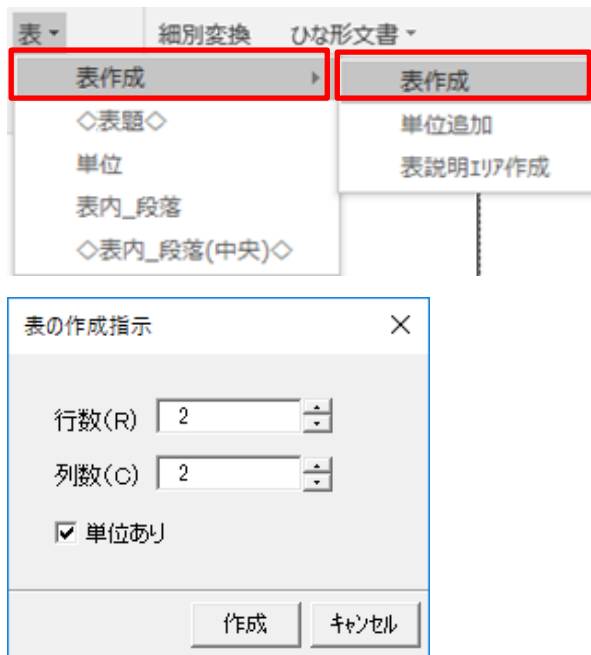 表▼ 細別変換 ひな形文書▼
表作成 ▶ 表作成
◇表題◇ 単位追加
単位 表説明ｴﾘｱ作成
表内_段落
◇表内_段落(中央)◇
表の作成指示
行数(R) 2
列数(C) 2
単位あり
作成 ｷｬﾝｾﾙ